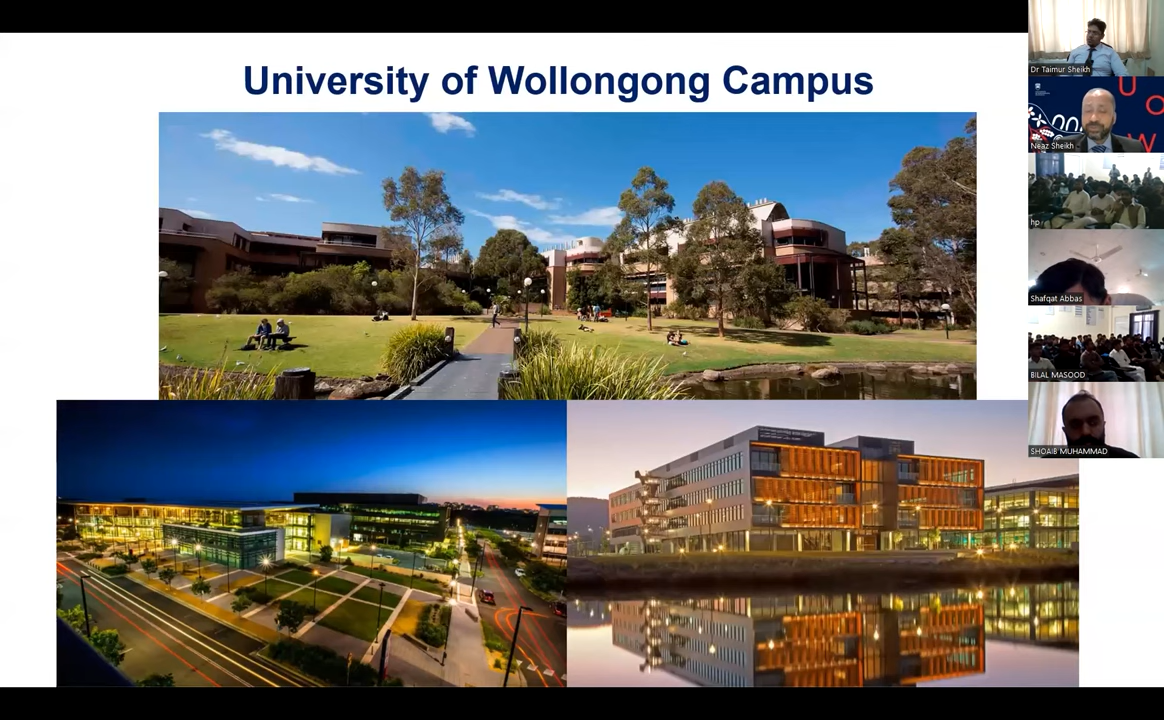 University of Wollongong Campus
Dr Taimur Sheikh
U
O
W
Neaz Sheikh
hp
Shafqat Abbas
BILAL MASOOD
SHOAIB MUHAMMAD